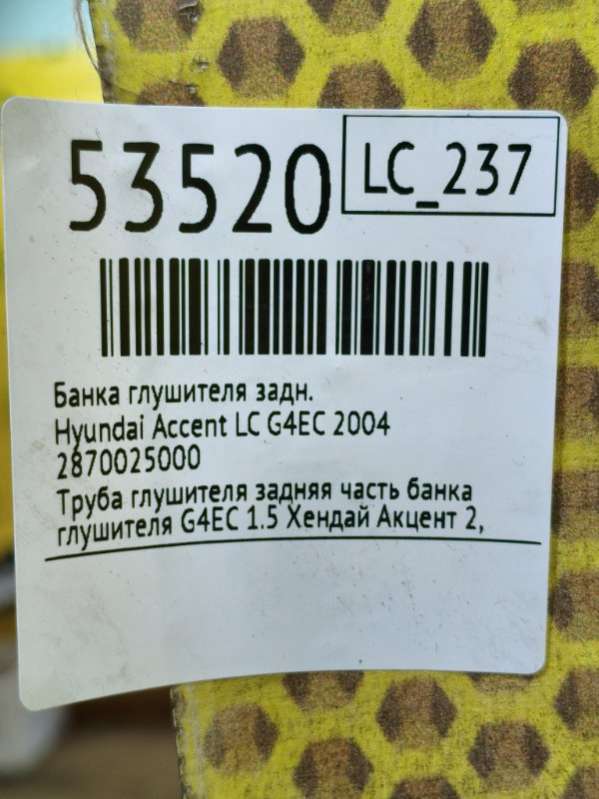 53520
LC_237
Банка глушителя задн.
Hyundai Accent LC G4EC 2004
2870025000
Труба глушителя задняя часть банка
глушителя G4EC 1.5 Хендай Акцент 2,